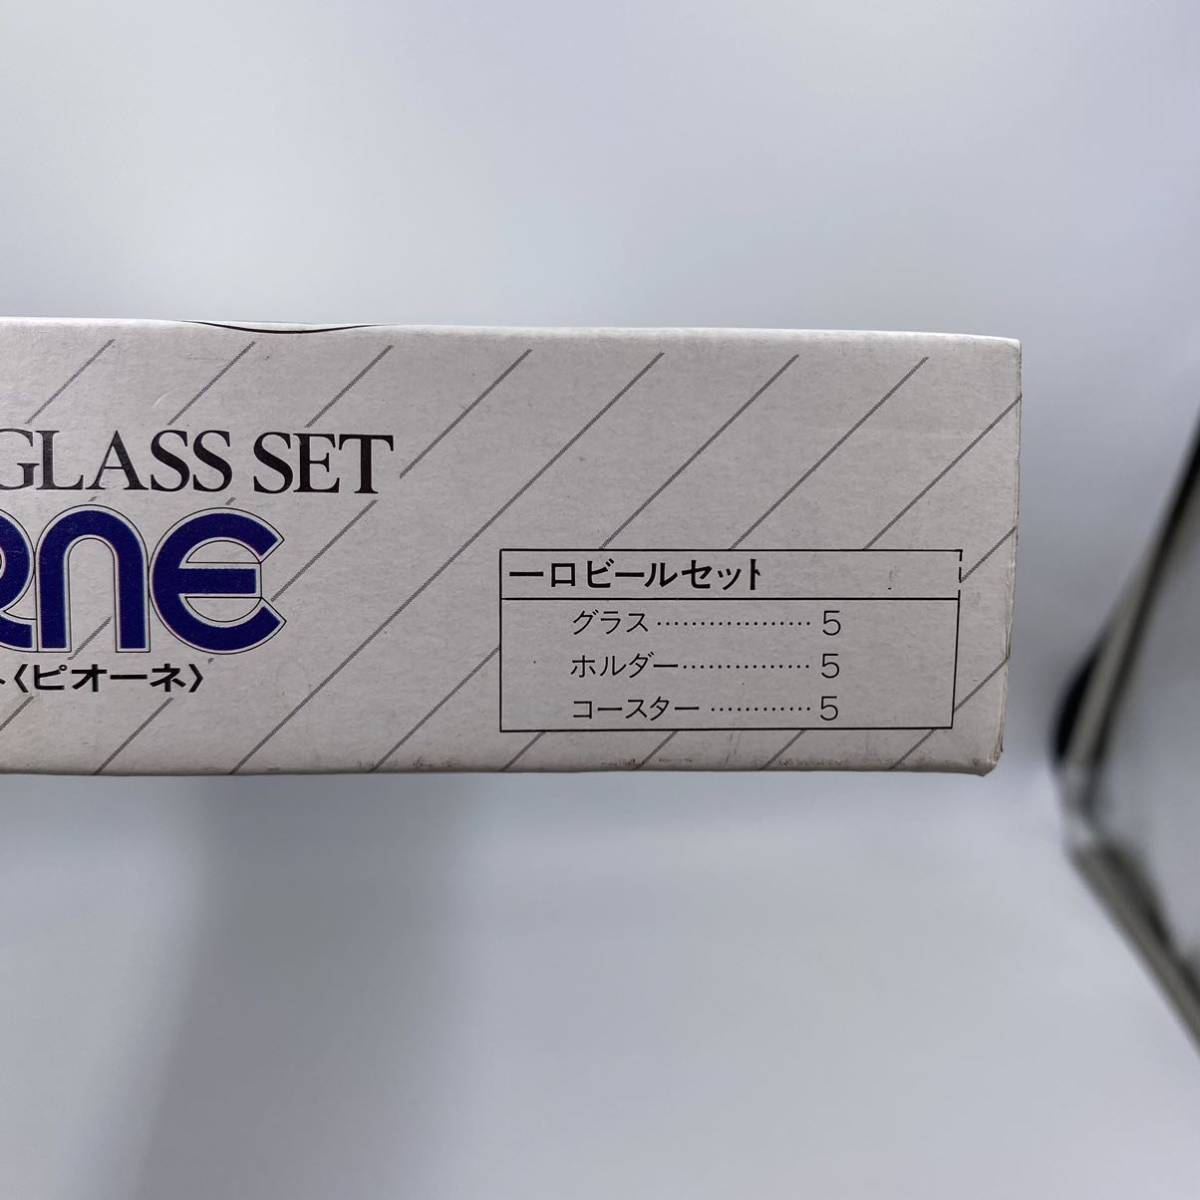 GLASS SET
RNE
〈ピオーネ〉
一口ビールセット
グラス……………… 5
ホルダー…………… 5
コースター ………… 5